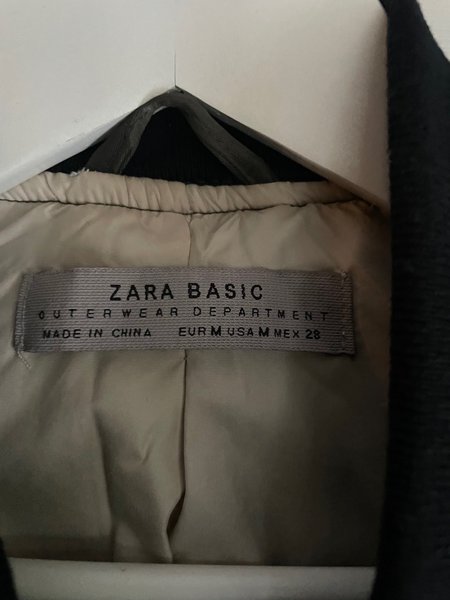 ZARA BASIC
OUTERWEAR DEPARTMENT
MADE IN CHINA EUR M USA M MEX 28